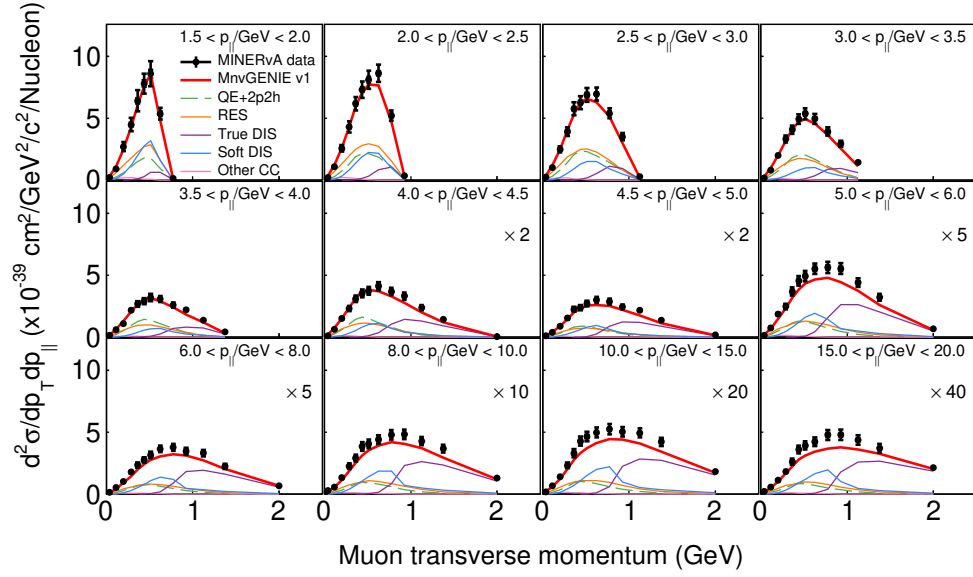 1.5 < p||/GeV < 2.0
2.0 < p||/GeV < 2.5
2.5 < p||/GeV < 3.0
3.0 < p||/GeV < 3.5
MINERvA data
MnvGENIE v1
QE+2p2h
RES
True DIS
Soft DIS
Other CC
10
5
0
3.5 < p||/GeV < 4.0
4.0 < p||/GeV < 4.5
× 2
4.5 < p||/GeV < 5.0
× 2
5.0 < p||/GeV < 6.0
× 5
10
5
0
6.0 < p||/GeV < 8.0
× 5
8.0 < p||/GeV < 10.0
× 10
10.0 < p||/GeV < 15.0
× 20
15.0 < p||/GeV < 20.0
× 40
10
5
0
0 1 2
0 1 2
0 1 2
0 1 2
d²σ/dp_T dp_|| (x10⁻³⁹ cm²/GeV²/c²/Nucleon)
Muon transverse momentum (GeV)